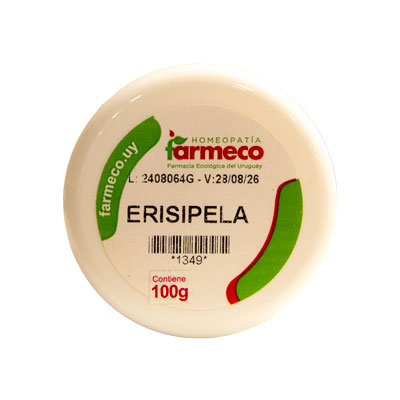 HOMEOPATÍA
farmeco
Farmacia Ecológica del Uruguay
farmeco.uy
L: 2408064G - V:28/08/26
ERISIPELA
*1349*
Contiene
100g